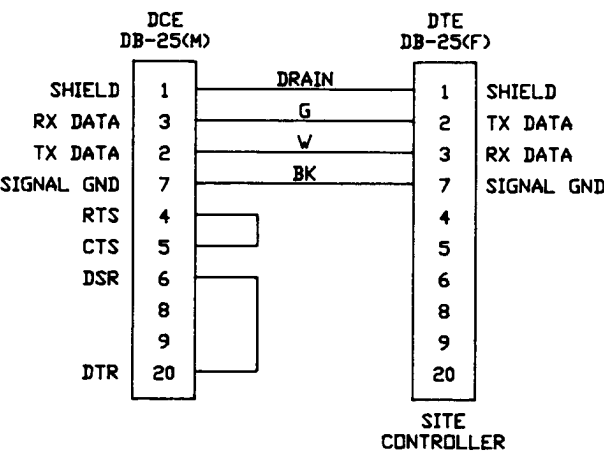 DCE DTE
DB-25(M) DB-25(F)
SHIELD 1 DRAIN 1 SHIELD
RX DATA 3 G 2 TX DATA
TX DATA 2 W 3 RX DATA
SIGNAL GND 7 BK 7 SIGNAL GND
RTS 4 4
CTS 5 5
DSR 6 6
8 8
9 9
DTR 20 20
SITE
CONTROLLER